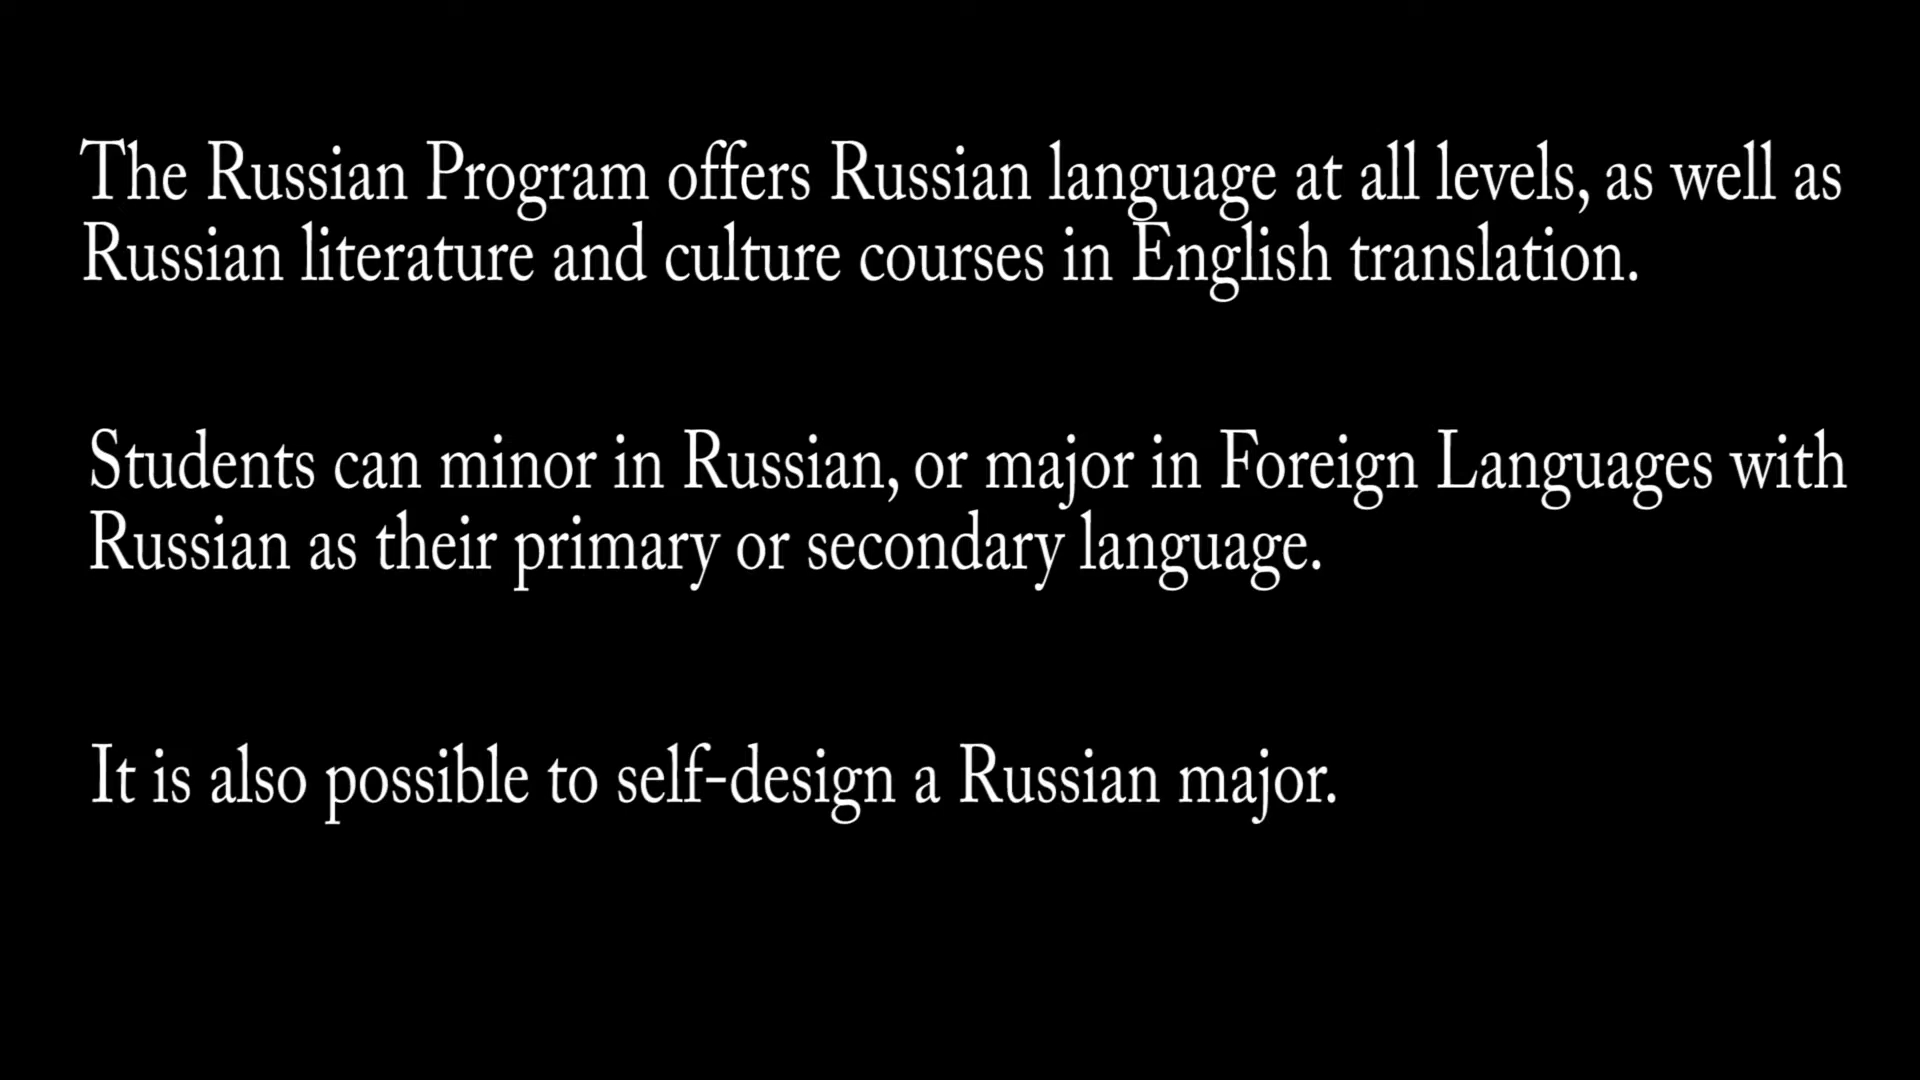 The Russian Program offers Russian language at all levels, as well as
Russian literature and culture courses in English translation.
Students can minor in Russian, or major in Foreign Languages with
Russian as their primary or secondary language.
It is also possible to self-design a Russian major.